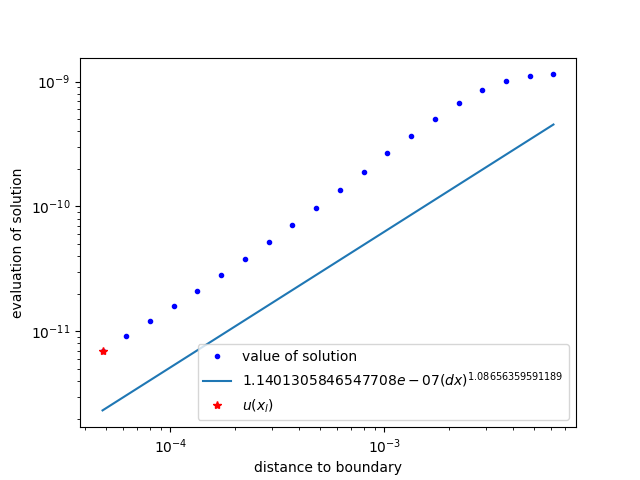 10⁻⁹
10⁻¹⁰
10⁻¹¹
evaluation of solution
value of solution
1.1401305846547708e − 07(dx)^1.08656359591189
u(x_l)
10⁻⁴
10⁻³
distance to boundary